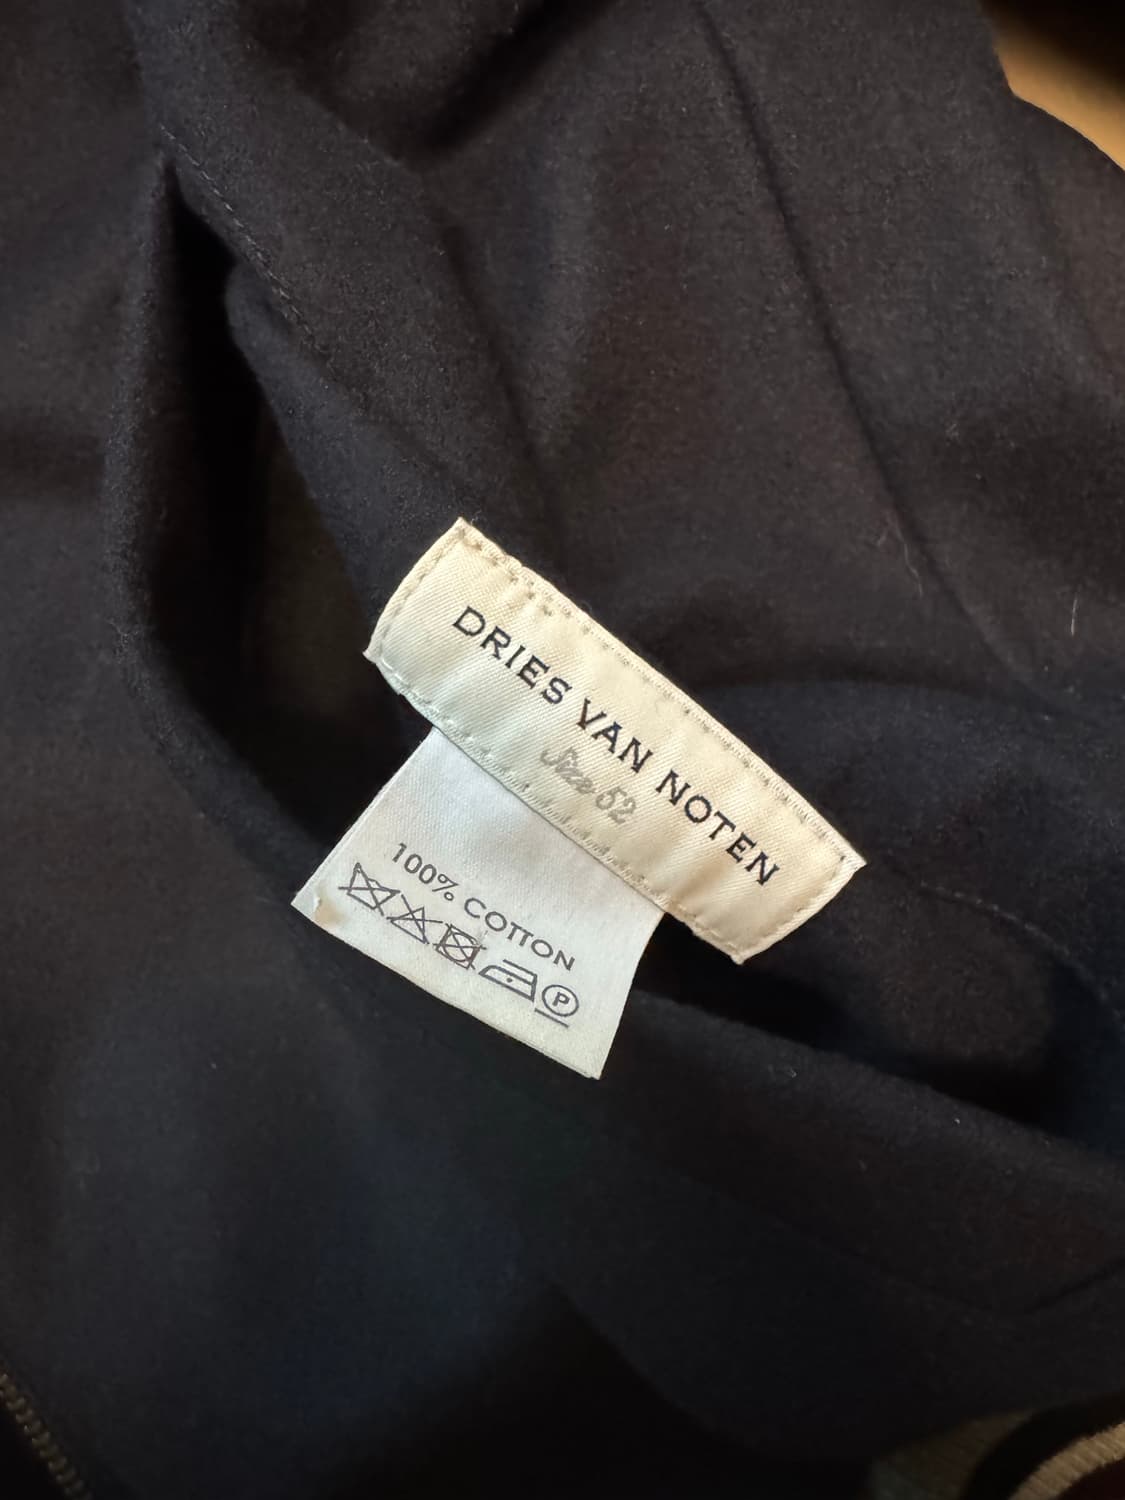 DRIES VAN NOTEN
Size 52
100% COTTON
P